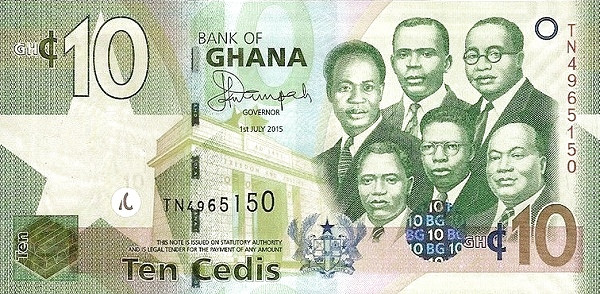 GH¢10
BANK OF
GHANA
GOVERNOR
1ST JULY 2015
TN4965150
TN4965150
10 BG 10
BG 10 BG
10 BG 10
GH¢10
Ten
THIS NOTE IS ISSUED ON STATUTORY AUTHORITY
AND IS LEGAL TENDER FOR THE PAYMENT OF ANY AMOUNT
Ten Cedis